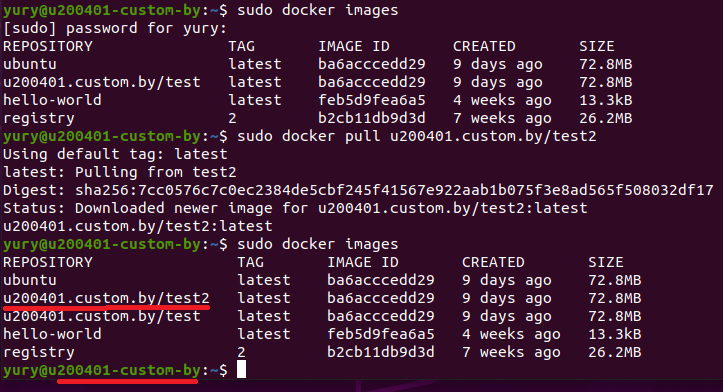 yury@u200401-custom-by:~$ sudo docker images
[sudo] password for yury:
REPOSITORY TAG IMAGE ID CREATED SIZE
ubuntu latest ba6acccedd29 9 days ago 72.8MB
u200401.custom.by/test latest ba6acccedd29 9 days ago 72.8MB
hello-world latest feb5d9fea6a5 4 weeks ago 13.3kB
registry 2 b2cb11db9d3d 7 weeks ago 26.2MB
yury@u200401-custom-by:~$ sudo docker pull u200401.custom.by/test2
Using default tag: latest
latest: Pulling from test2
Digest: sha256:7cc0576c7c0ec2384de5cbf245f41567e922aab1b075f3e8ad565f508032df17
Status: Downloaded newer image for u200401.custom.by/test2:latest
u200401.custom.by/test2:latest
yury@u200401-custom-by:~$ sudo docker images
REPOSITORY TAG IMAGE ID CREATED SIZE
ubuntu latest ba6acccedd29 9 days ago 72.8MB
u200401.custom.by/test2 latest ba6acccedd29 9 days ago 72.8MB
u200401.custom.by/test latest ba6acccedd29 9 days ago 72.8MB
hello-world latest feb5d9fea6a5 4 weeks ago 13.3kB
registry 2 b2cb11db9d3d 7 weeks ago 26.2MB
yury@u200401-custom-by:~$